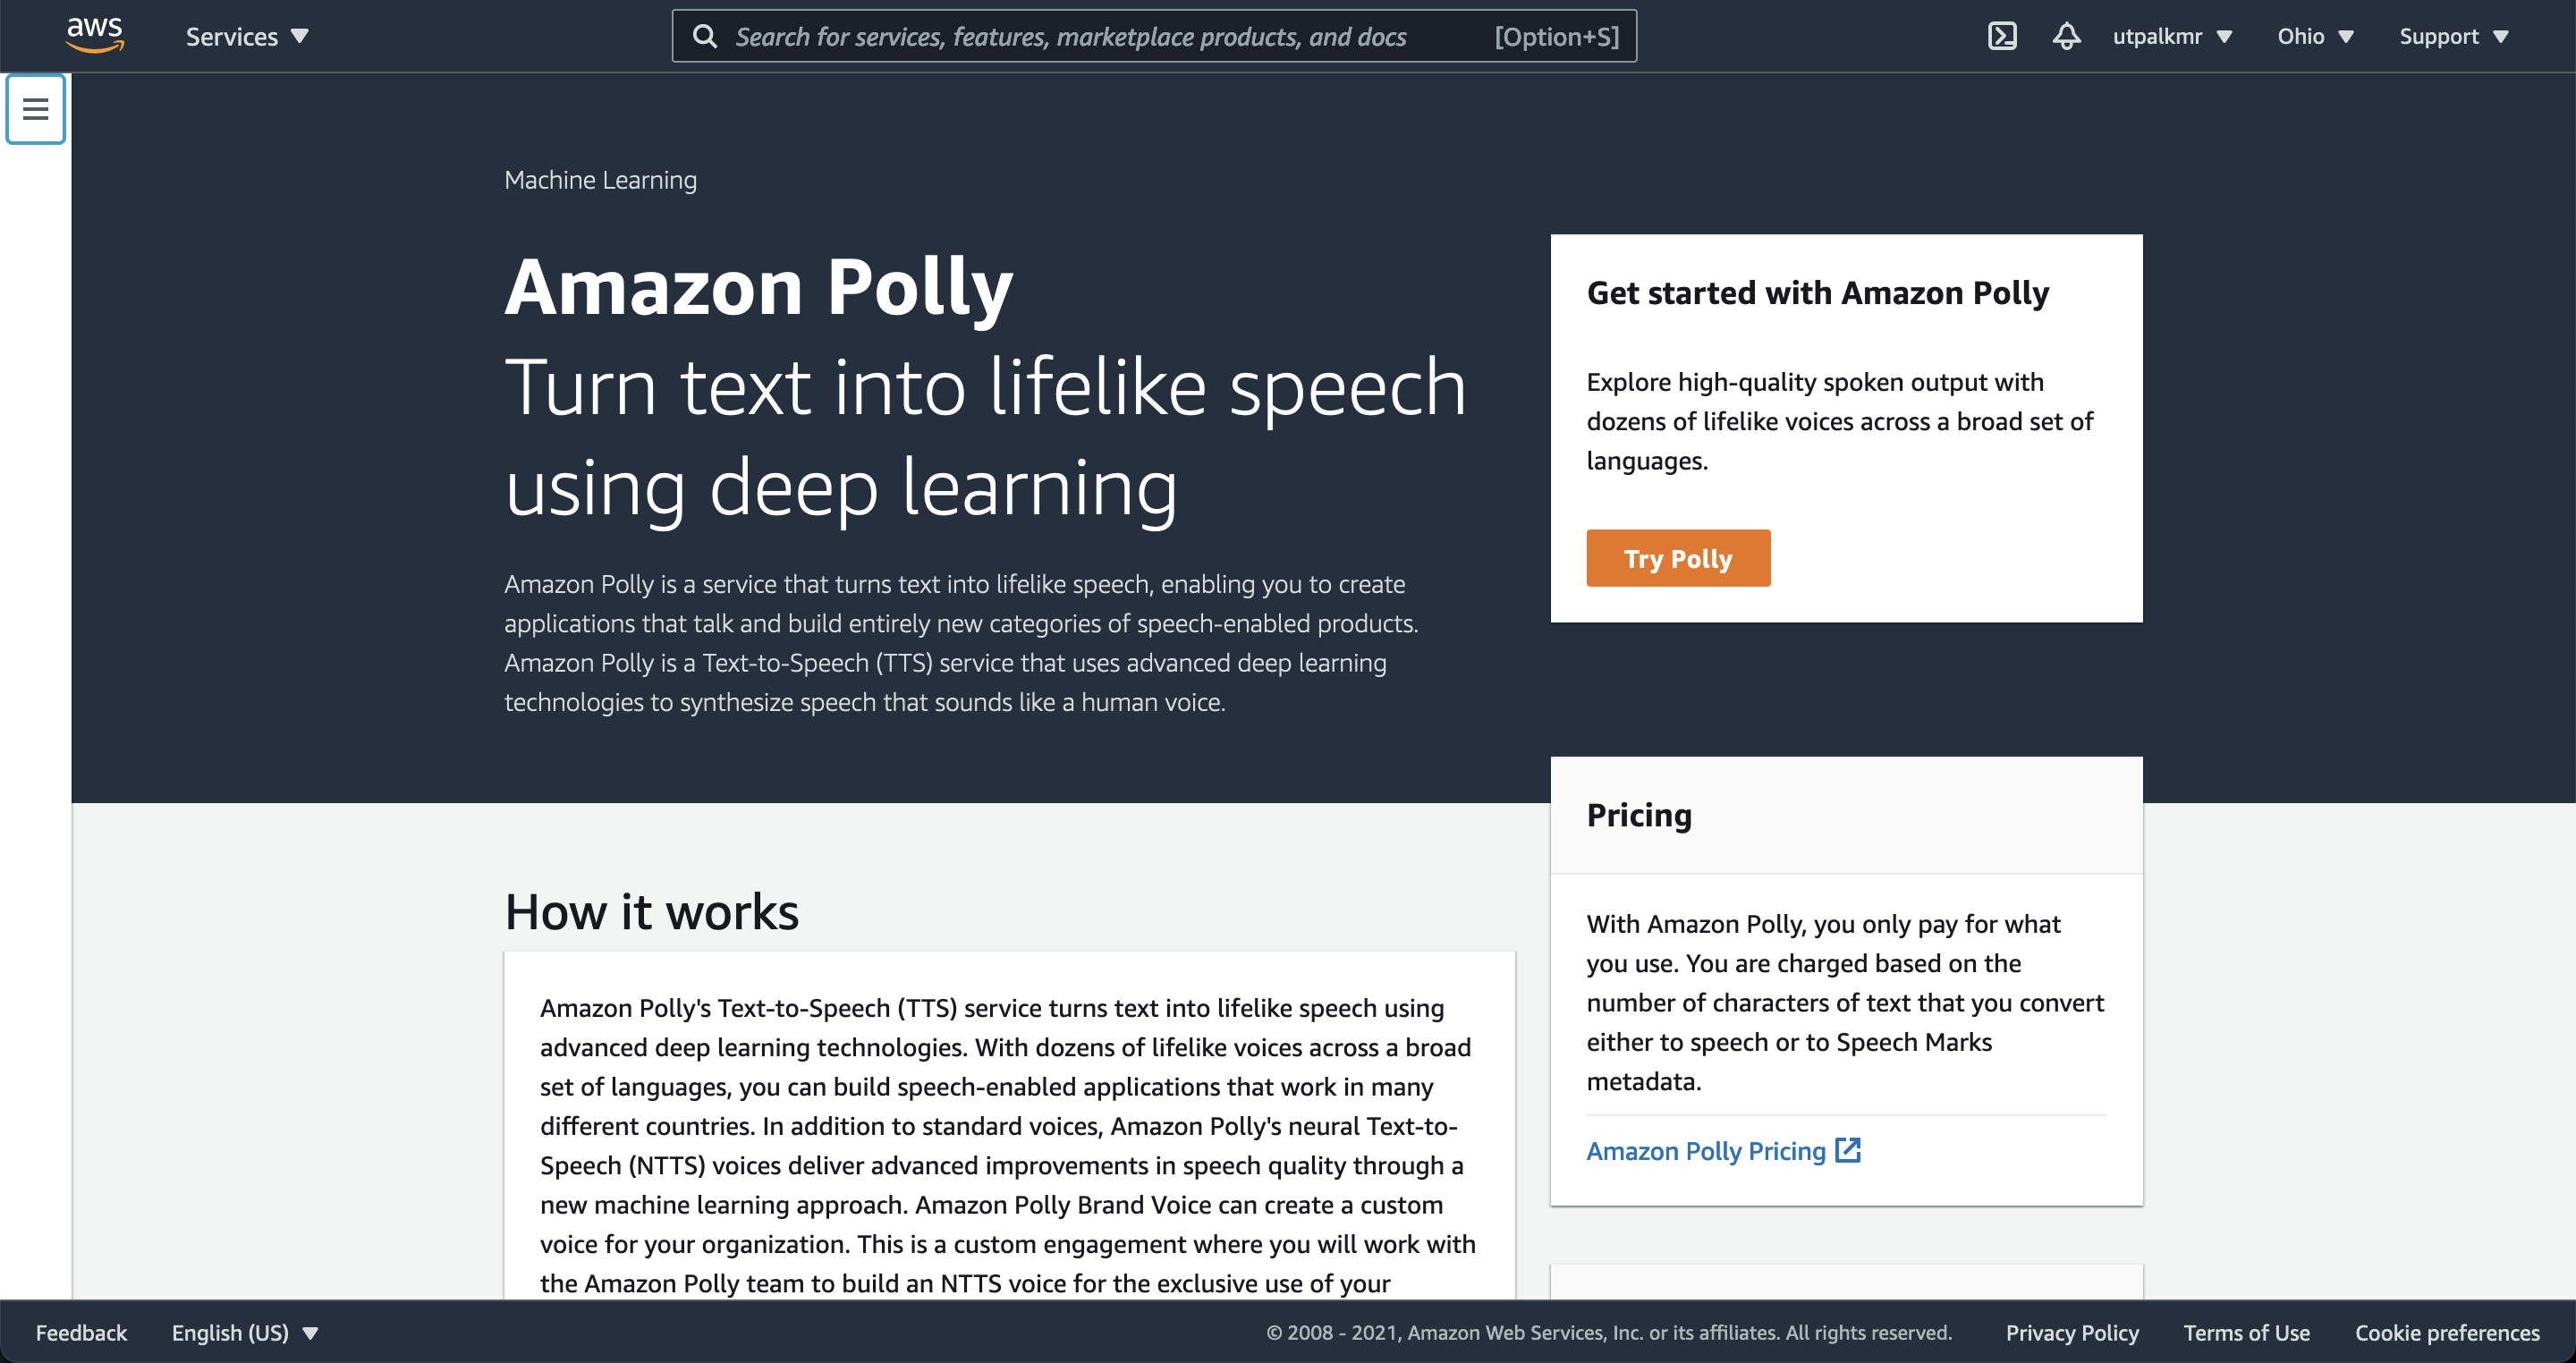 aws
Services
Search for services, features, marketplace products, and docs
[Option+S]
utpalkmr
Ohio
Support
Machine Learning
Amazon Polly
Turn text into lifelike speech
using deep learning
Amazon Polly is a service that turns text into lifelike speech, enabling you to create
applications that talk and build entirely new categories of speech-enabled products.
Amazon Polly is a Text-to-Speech (TTS) service that uses advanced deep learning
technologies to synthesize speech that sounds like a human voice.
Get started with Amazon Polly
Explore high-quality spoken output with
dozens of lifelike voices across a broad set of
languages.
Try Polly
How it works
Amazon Polly's Text-to-Speech (TTS) service turns text into lifelike speech using
advanced deep learning technologies. With dozens of lifelike voices across a broad
set of languages, you can build speech-enabled applications that work in many
different countries. In addition to standard voices, Amazon Polly's neural Text-to-
Speech (NTTS) voices deliver advanced improvements in speech quality through a
new machine learning approach. Amazon Polly Brand Voice can create a custom
voice for your organization. This is a custom engagement where you will work with
the Amazon Polly team to build an NTTS voice for the exclusive use of your
Pricing
With Amazon Polly, you only pay for what
you use. You are charged based on the
number of characters of text that you convert
either to speech or to Speech Marks
metadata.
Amazon Polly Pricing
Feedback
English (US)
© 2008 - 2021, Amazon Web Services, Inc. or its affiliates. All rights reserved.
Privacy Policy
Terms of Use
Cookie preferences